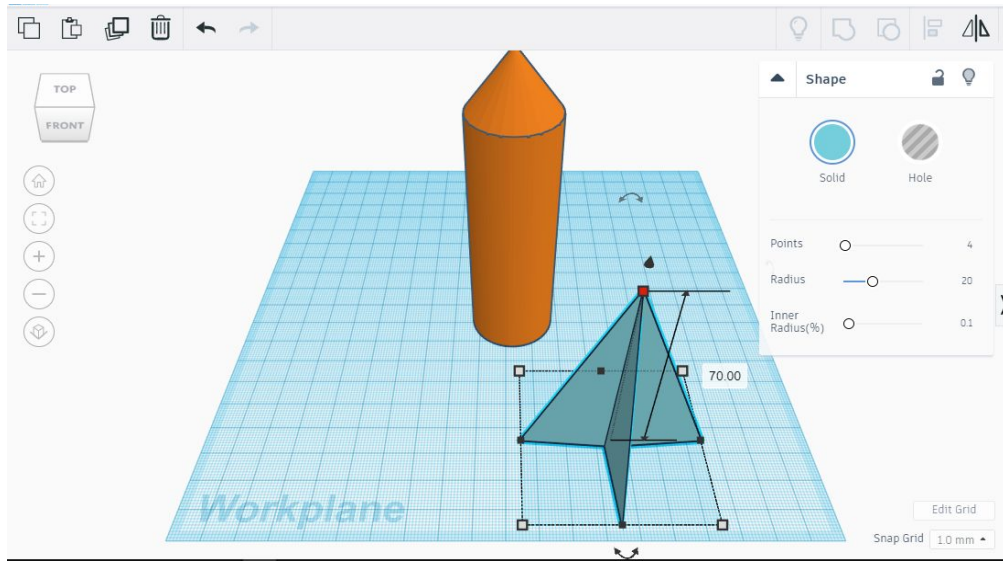 TOP
FRONT
Shape
Solid Hole
Points 4
Radius 20
Inner
Radius(%) 0.1
70.00
Workplane
Edit Grid
Snap Grid 1.0 mm